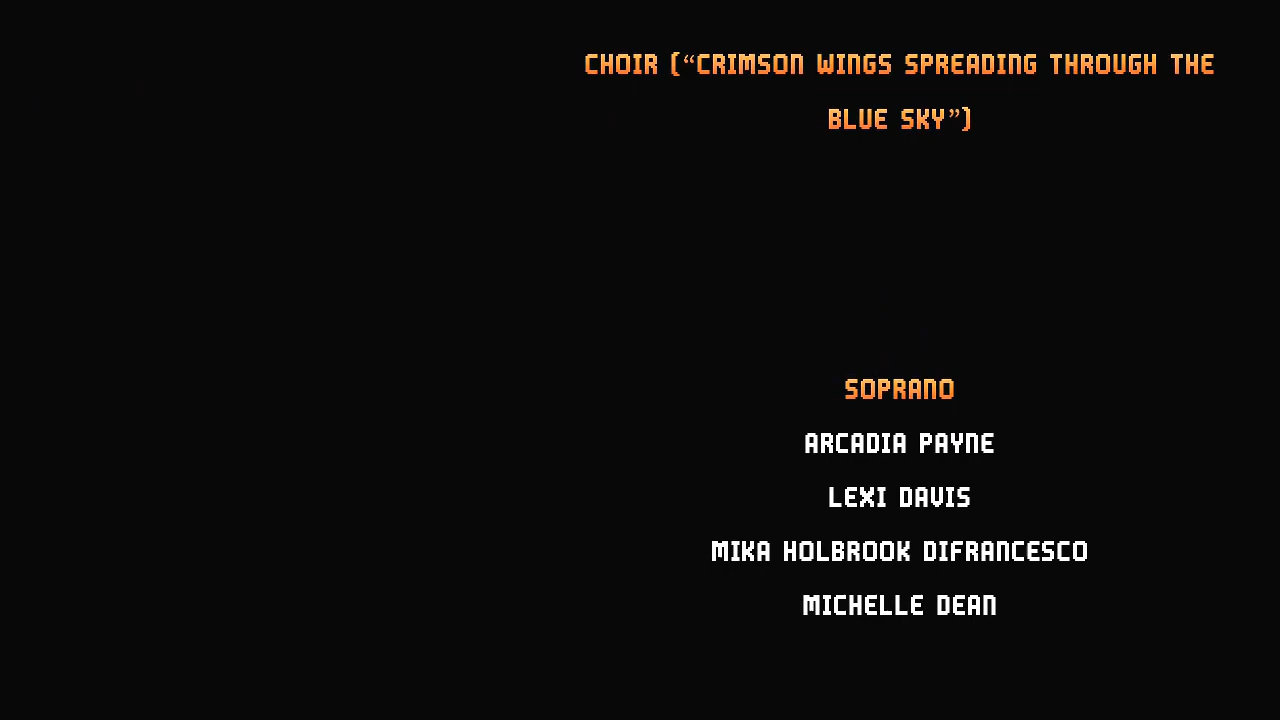 CHOIR (“CRIMSON WINGS SPREADING THROUGH THE
BLUE SKY”)
SOPRANO
ARCADIA PAYNE
LEXI DAVIS
MIKA HOLBROOK DIFRANCESCO
MICHELLE DEAN